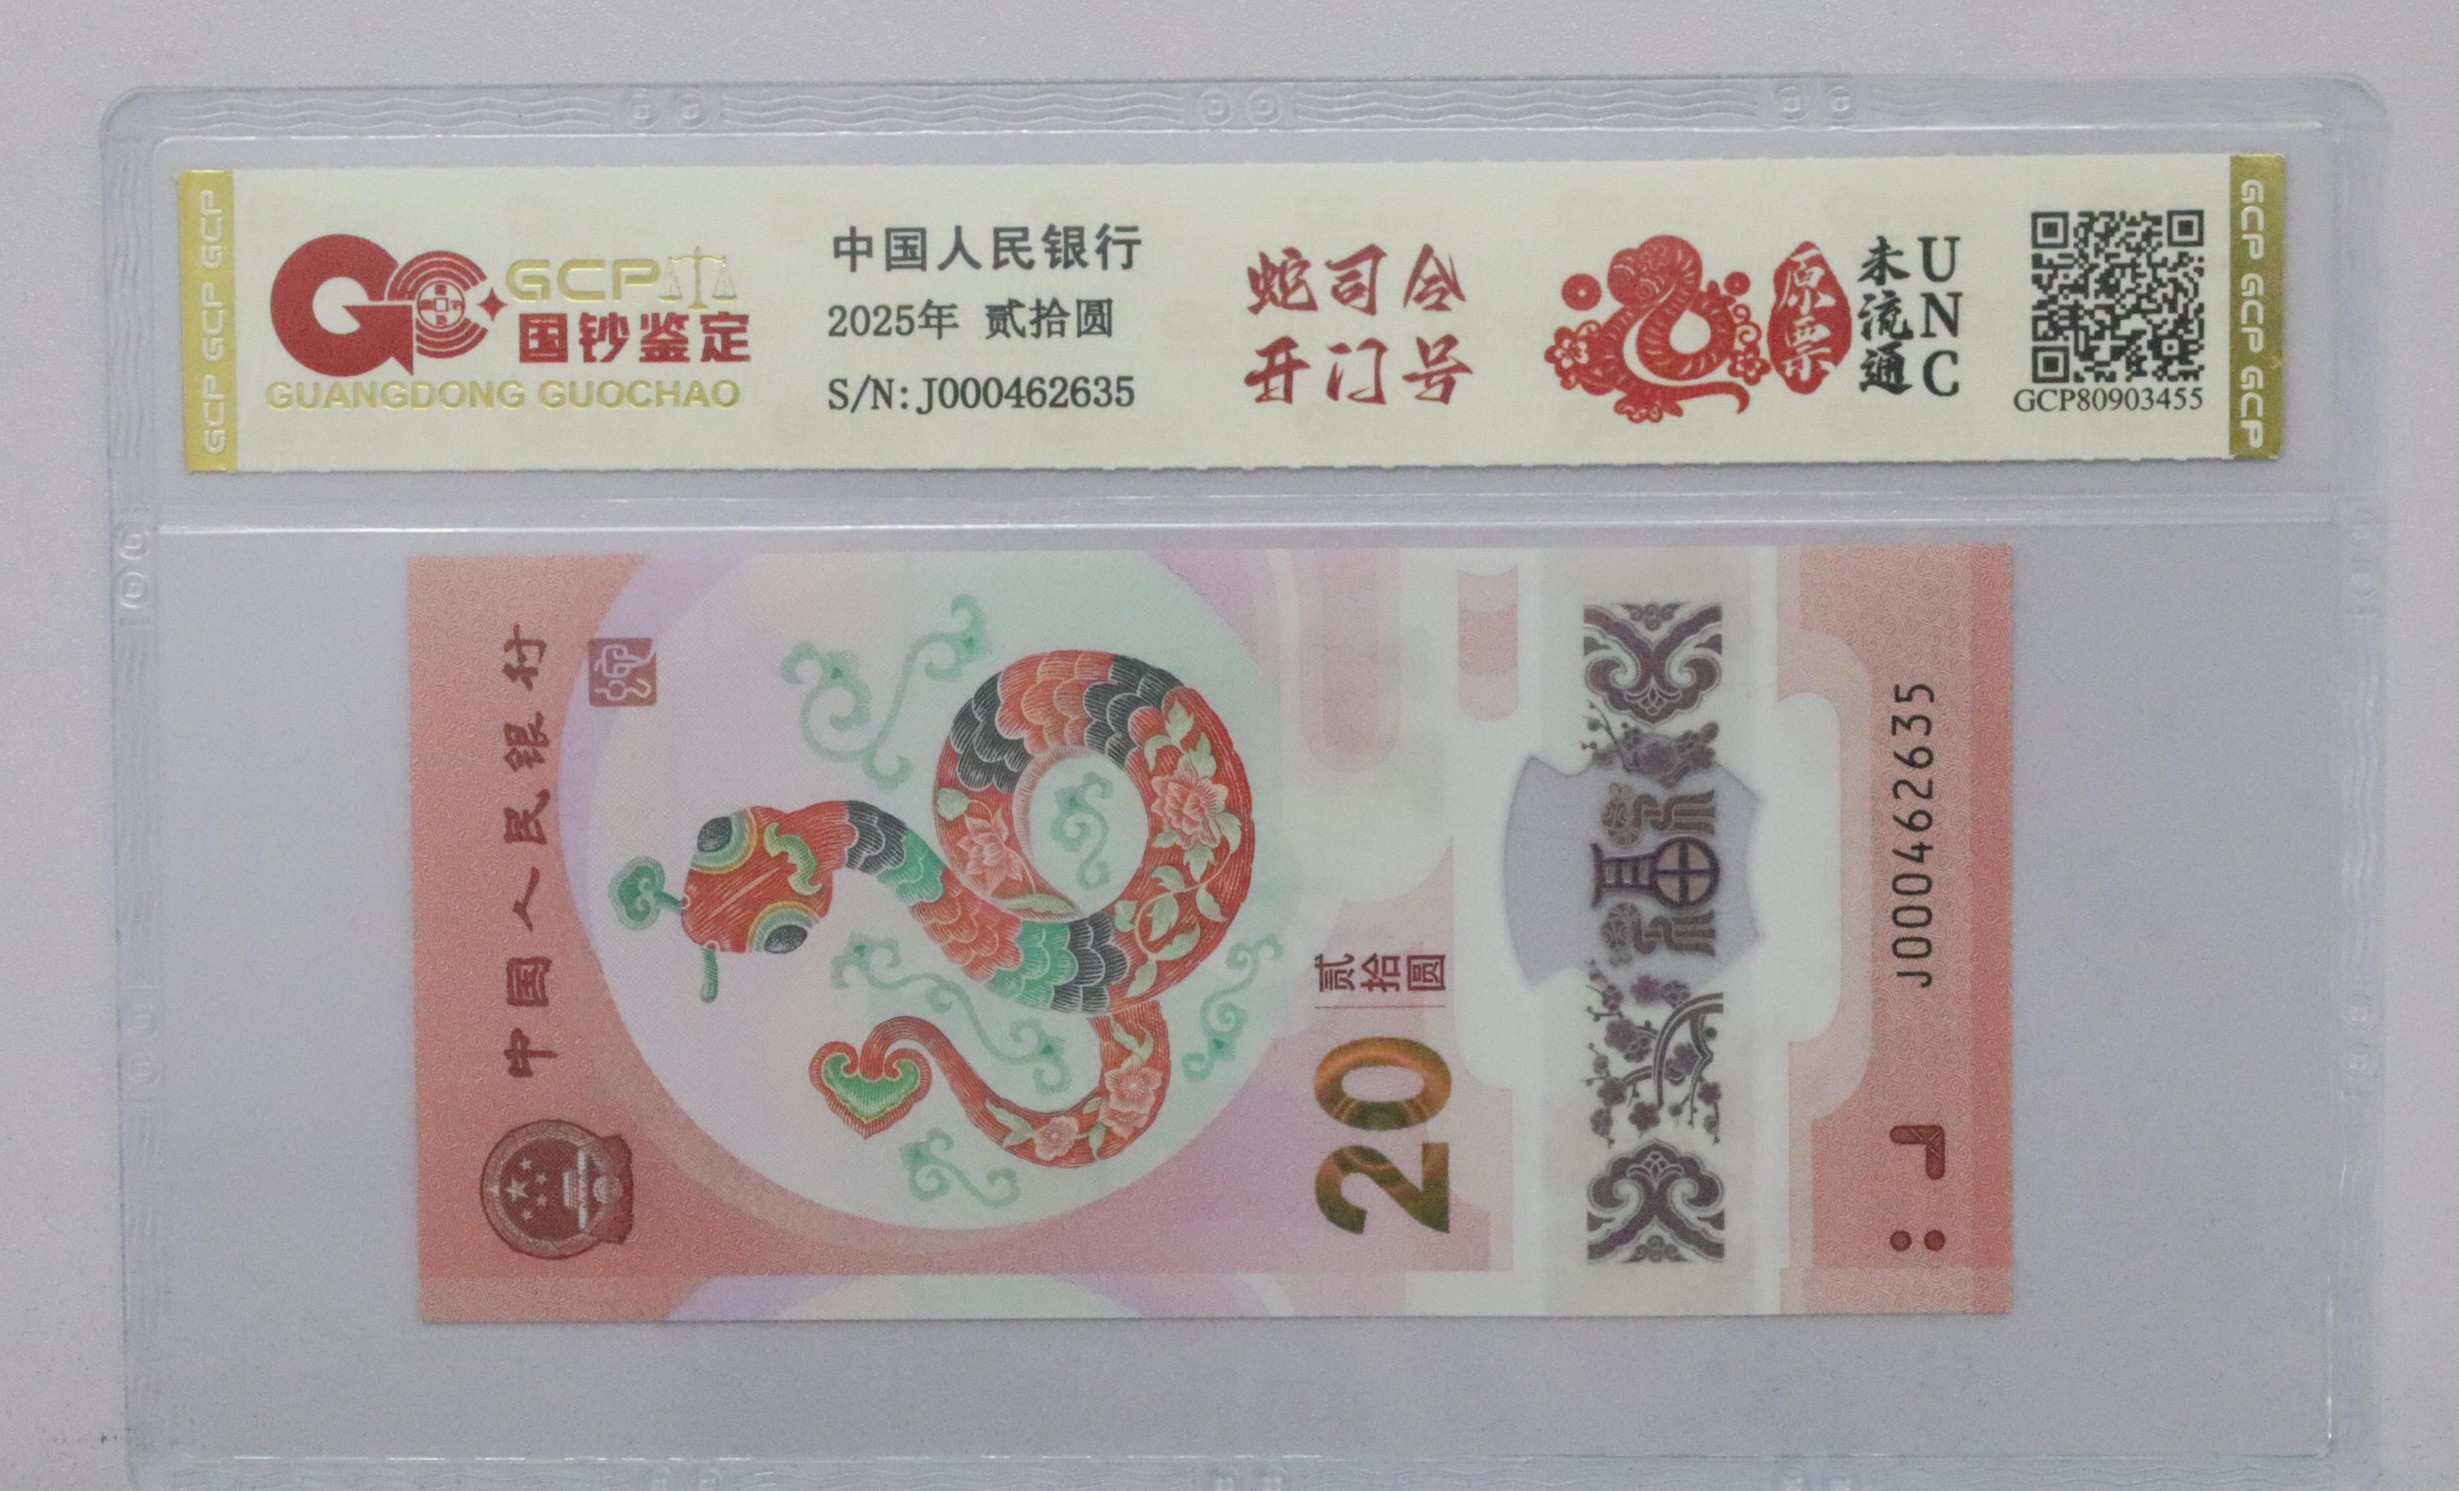 GCP GCP GCP
GCP
国钞鉴定
GUANGDONG GUOCHAO
中国人民银行
2025年 贰拾圆
S/N:J000462635
蛇司令
开门号
原票
未流通
UNC
GCP80903455
GCP GCP GCP
中国人民银行
20
贰拾圆
福
J000462635